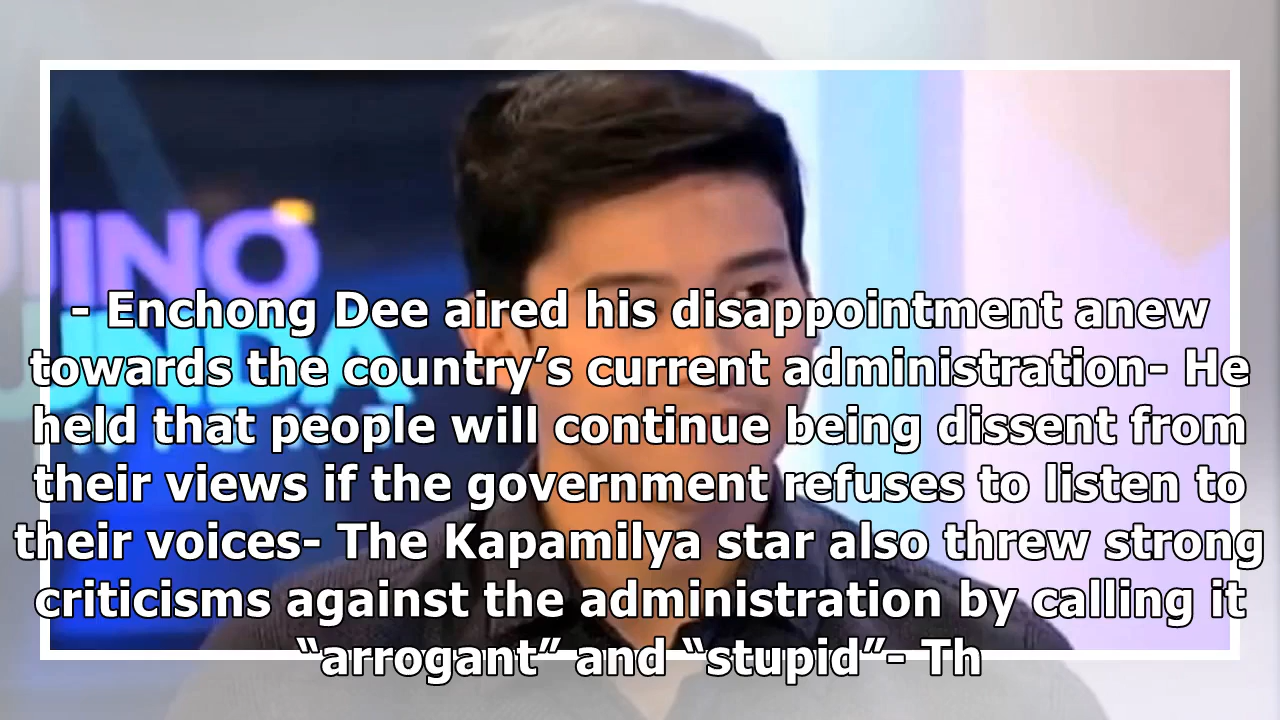 - Enchong Dee aired his disappointment anew
towards the country’s current administration- He
held that people will continue being dissent from
their views if the government refuses to listen to
their voices- The Kapamilya star also threw strong
criticisms against the administration by calling it
“arrogant” and “stupid”- Th